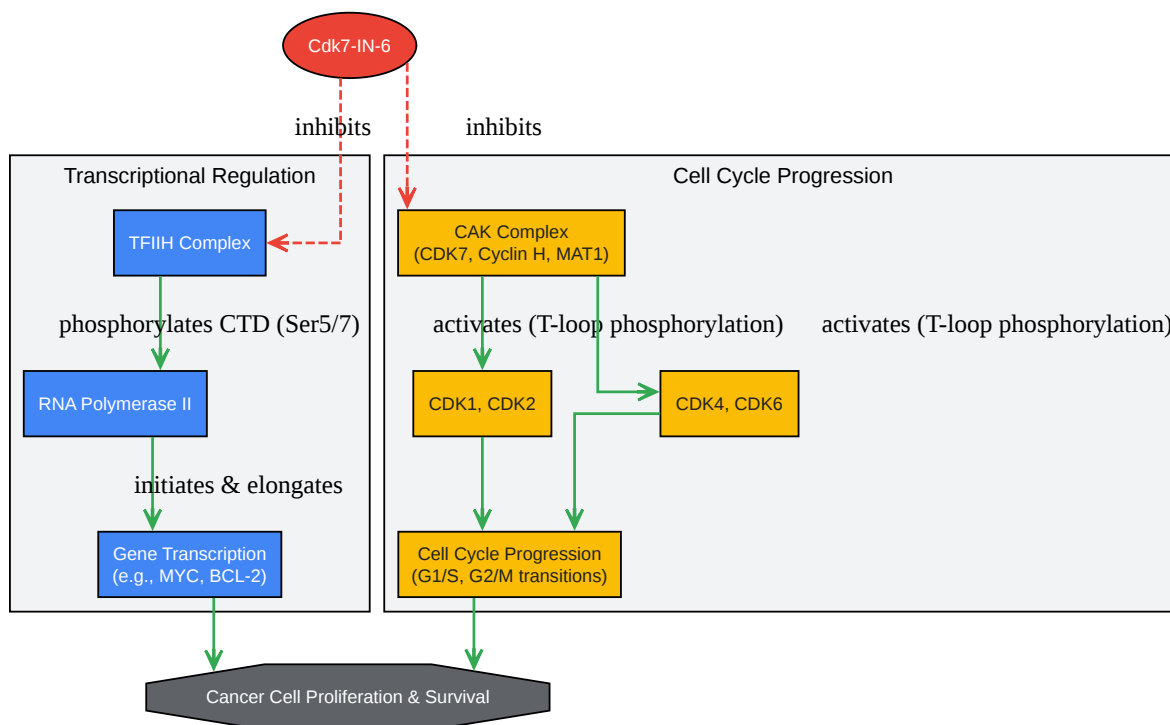 Cdk7-IN-6
inhibits
inhibits
Transcriptional Regulation
Cell Cycle Progression
TFIIH Complex
CAK Complex
(CDK7, Cyclin H, MAT1)
phosphorylates CTD (Ser5/7)
activates (T-loop phosphorylation)
activates (T-loop phosphorylation)
RNA Polymerase II
CDK1, CDK2
CDK4, CDK6
initiates & elongates
Gene Transcription
(e.g., MYC, BCL-2)
Cell Cycle Progression
(G1/S, G2/M transitions)
Cancer Cell Proliferation & Survival